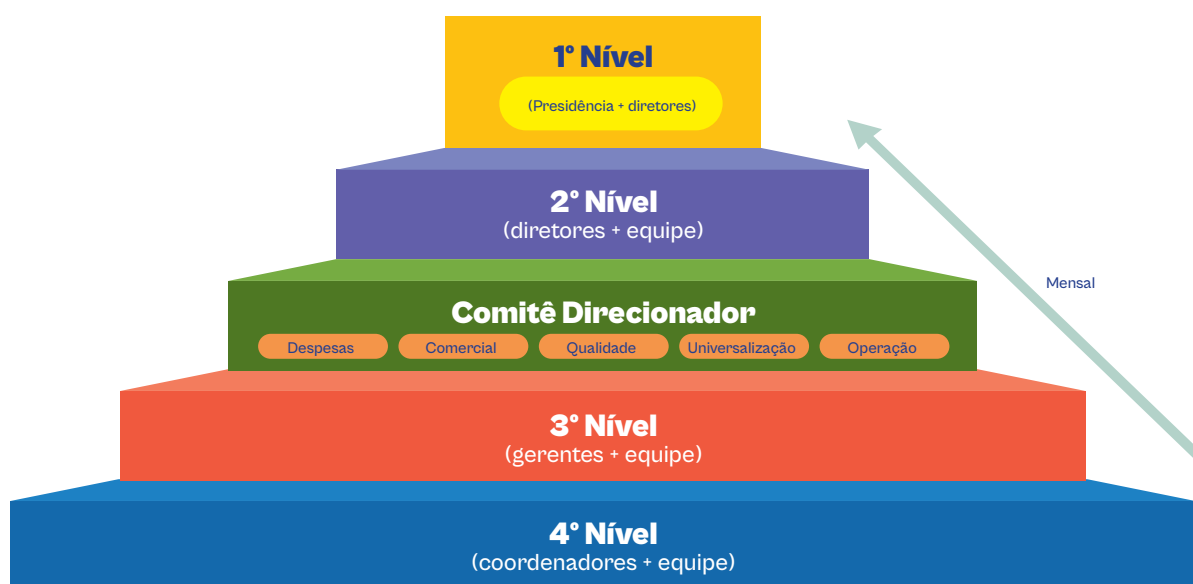 1º Nível
(Presidência + diretores)
2º Nível
(diretores + equipe)
Mensal
Comitê Direcionador
Despesas Comercial Qualidade Universalização Operação
3º Nível
(gerentes + equipe)
4º Nível
(coordenadores + equipe)